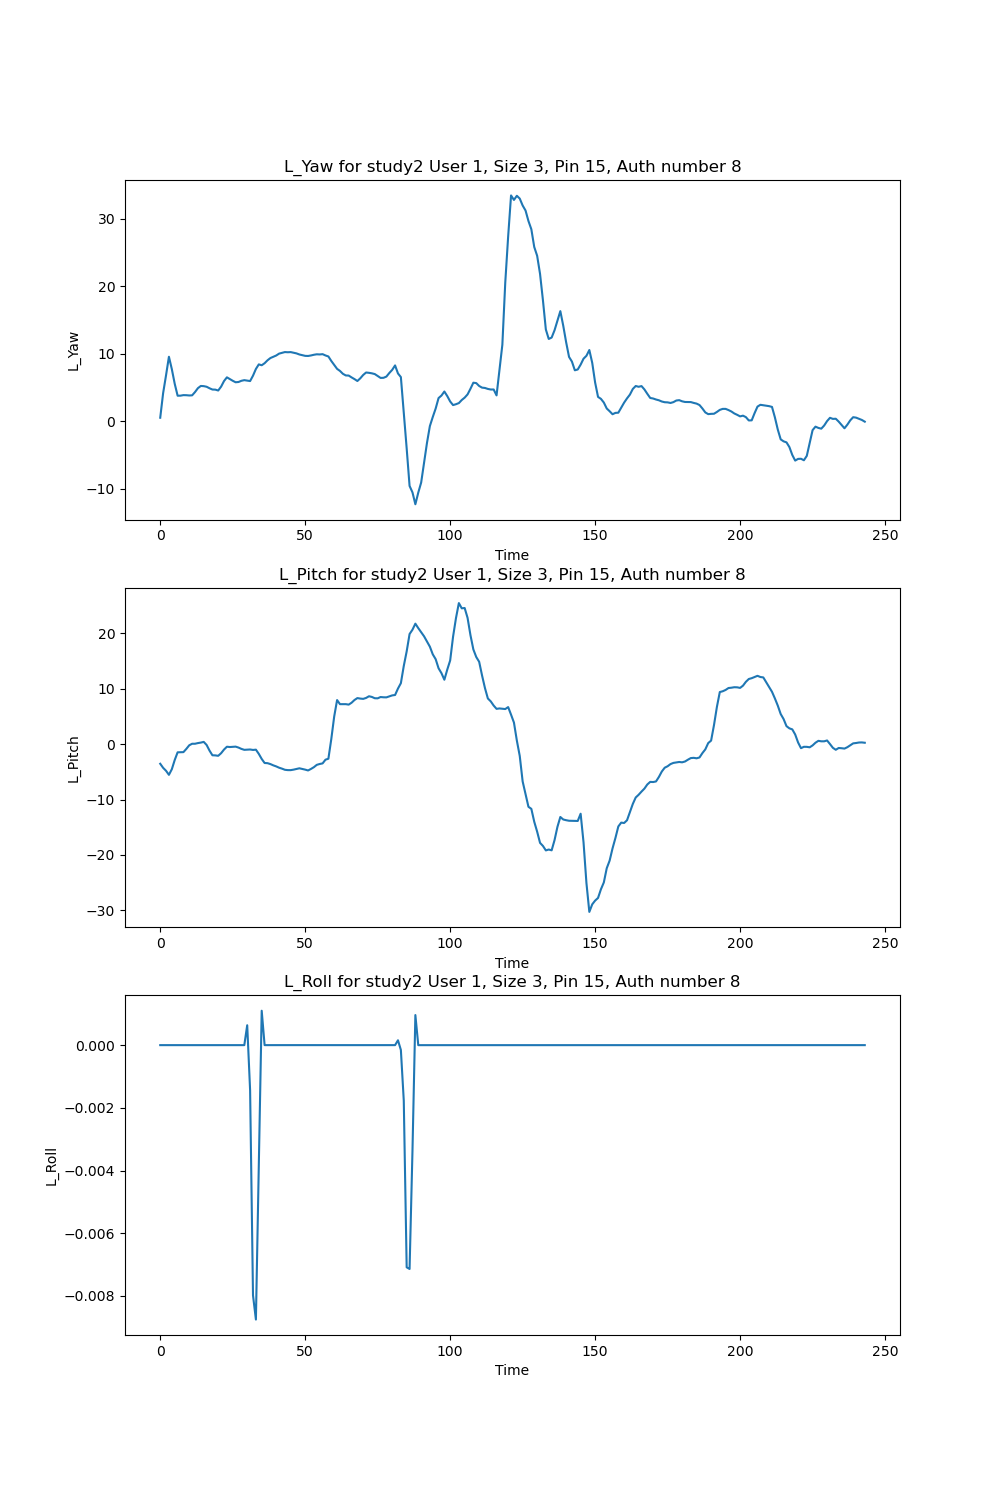 L_Yaw for study2 User 1, Size 3, Pin 15, Auth number 8
30
20
10
0
−10
L_Yaw
0 50 100 150 200 250
Time
L_Pitch for study2 User 1, Size 3, Pin 15, Auth number 8
20
10
0
−10
−20
−30
L_Pitch
0 50 100 150 200 250
Time
L_Roll for study2 User 1, Size 3, Pin 15, Auth number 8
0.000
−0.002
−0.004
−0.006
−0.008
L_Roll
0 50 100 150 200 250
Time